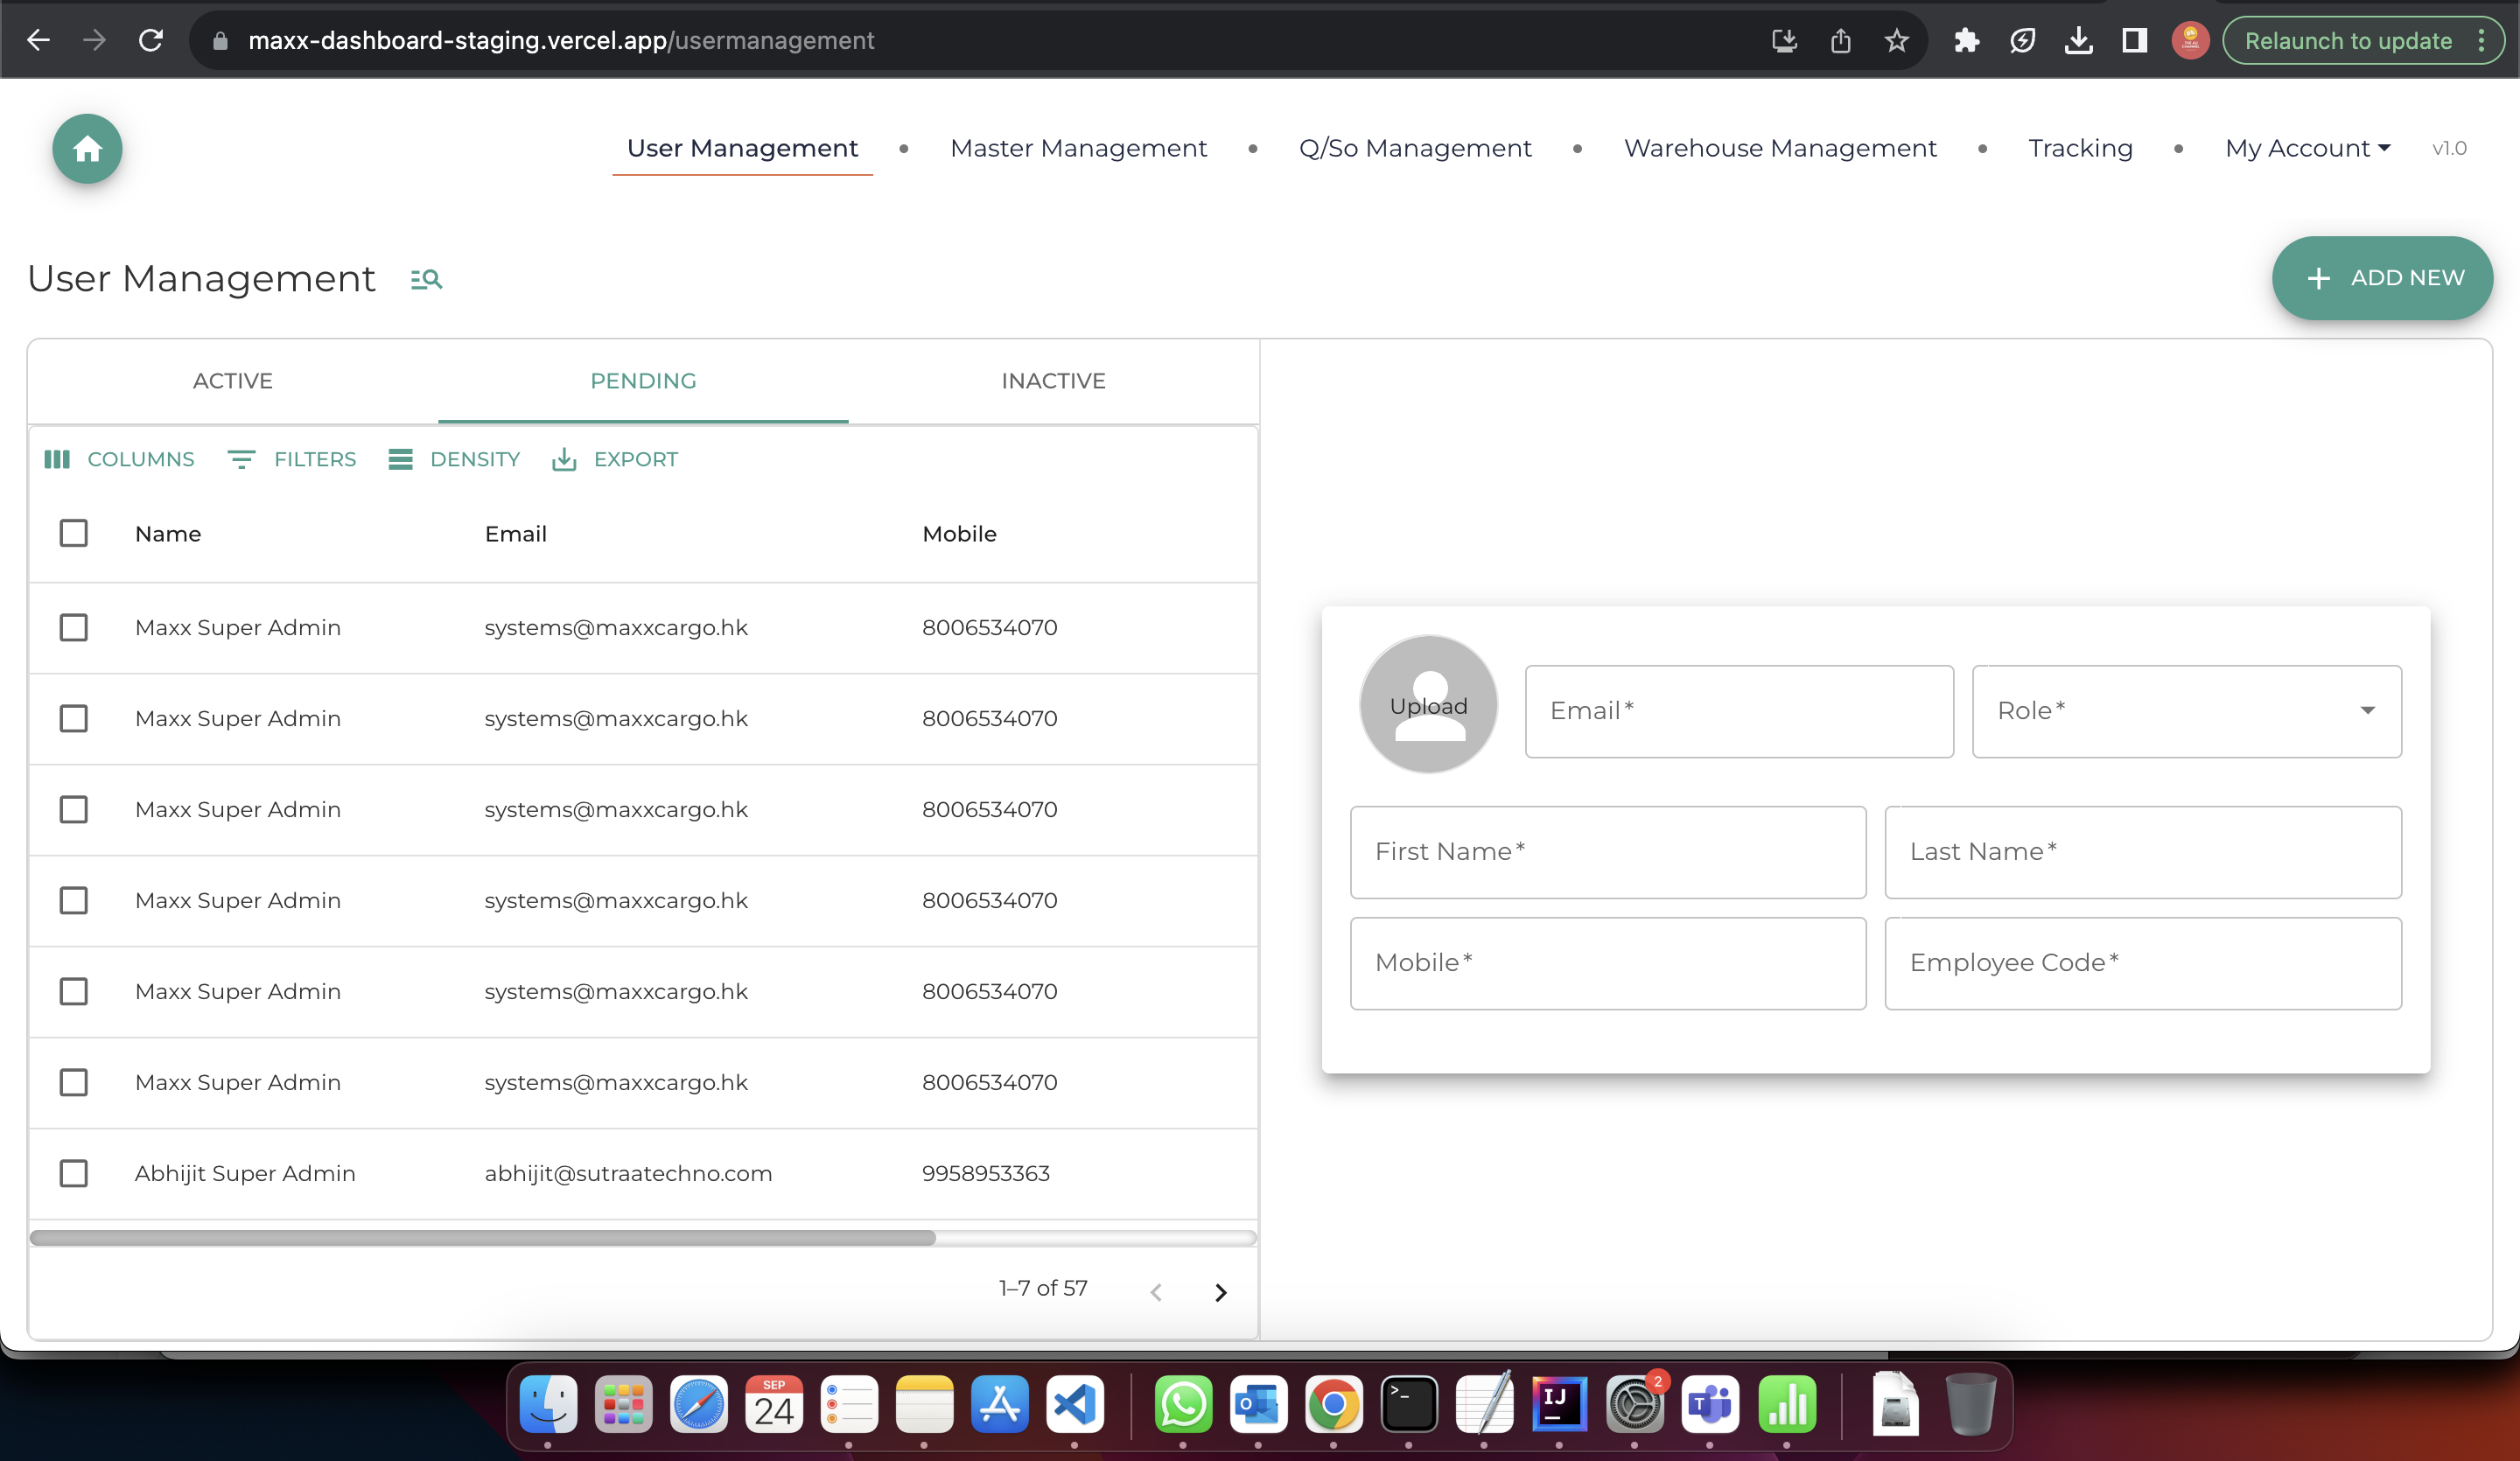 maxx-dashboard-staging.vercel.app/usermanagement
Relaunch to update
User Management • Master Management • Q/So Management • Warehouse Management • Tracking • My Account v1.0
User Management
+ ADD NEW
ACTIVE PENDING INACTIVE
COLUMNS FILTERS DENSITY EXPORT
Name Email Mobile
Maxx Super Admin systems@maxxcargo.hk 8006534070
Maxx Super Admin systems@maxxcargo.hk 8006534070
Maxx Super Admin systems@maxxcargo.hk 8006534070
Maxx Super Admin systems@maxxcargo.hk 8006534070
Maxx Super Admin systems@maxxcargo.hk 8006534070
Maxx Super Admin systems@maxxcargo.hk 8006534070
Abhijit Super Admin abhijit@sutraatechno.com 9958953363
1–7 of 57
Upload
Email* Role*
First Name* Last Name*
Mobile* Employee Code*
SEP
24
O
>_
IJ
2
T